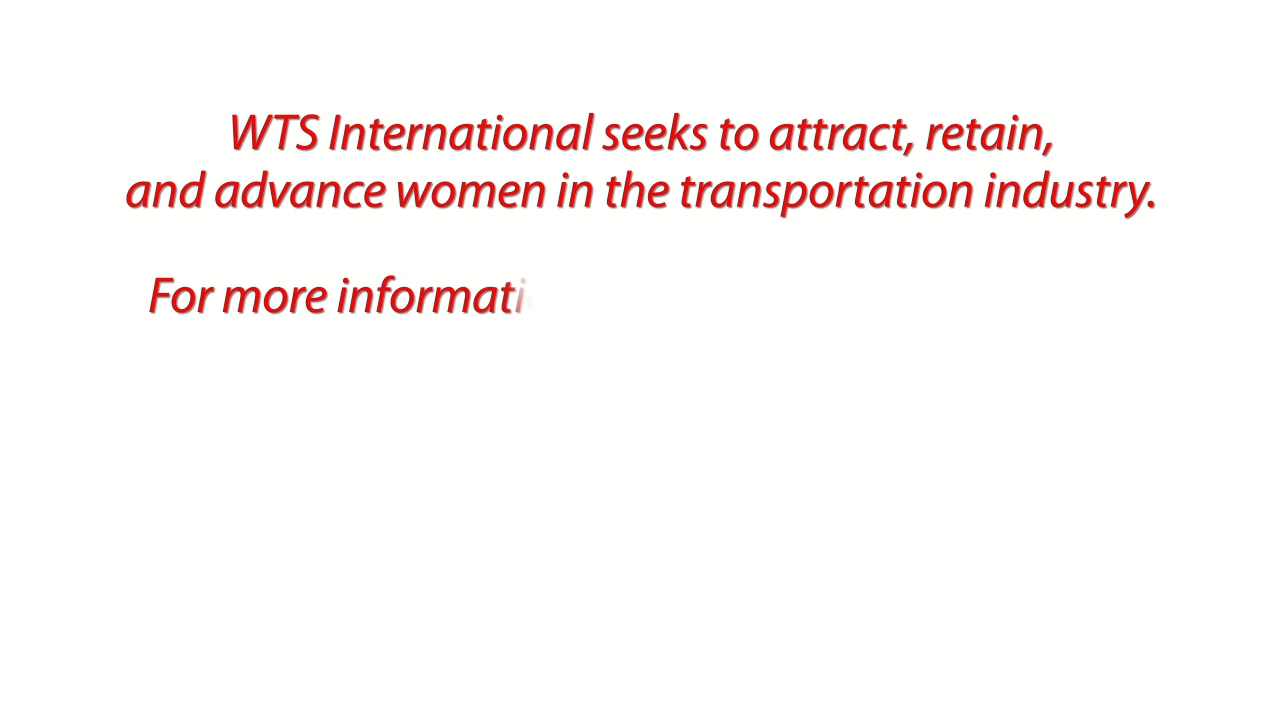 WTS International seeks to attract, retain,
and advance women in the transportation industry.
For more informati